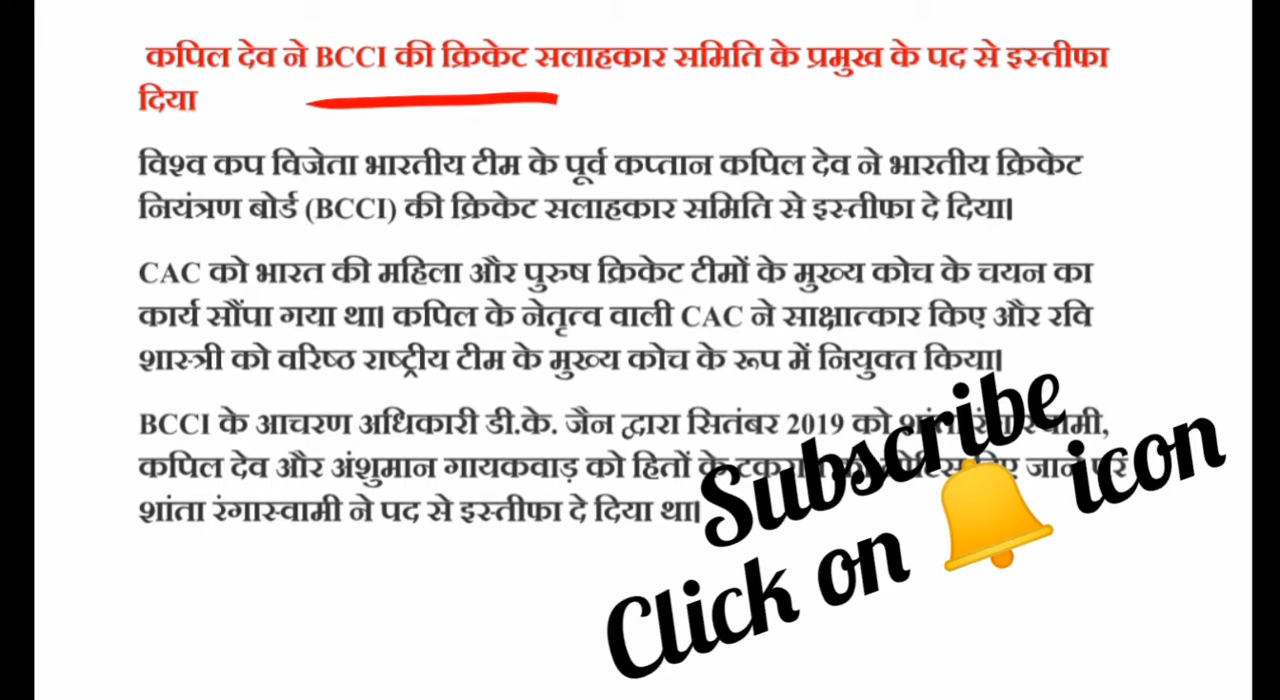 कपिल देव ने BCCI की क्रिकेट सलाहकार समिति के प्रमुख के पद से इस्तीफा
दिया
विश्व कप विजेता भारतीय टीम के पूर्व कप्तान कपिल देव ने भारतीय क्रिकेट
नियंत्रण बोर्ड (BCCI) की क्रिकेट सलाहकार समिति से इस्तीफा दे दिया।
CAC को भारत की महिला और पुरुष क्रिकेट टीमों के मुख्य कोच के चयन का
कार्य सौंपा गया था। कपिल के नेतृत्व वाली CAC ने साक्षात्कार किए और रवि
शास्त्री को वरिष्ठ राष्ट्रीय टीम के मुख्य कोच के रूप में नियुक्त किया।
BCCI के आचरण अधिकारी डी.के. जैन द्वारा सितंबर 2019 को
कपिल देव और अंशुमान गायकवाड़ को हितों के
शांता रंगास्वामी ने पद से इस्तीफा दे दिया था।
Subscribe
Click on icon